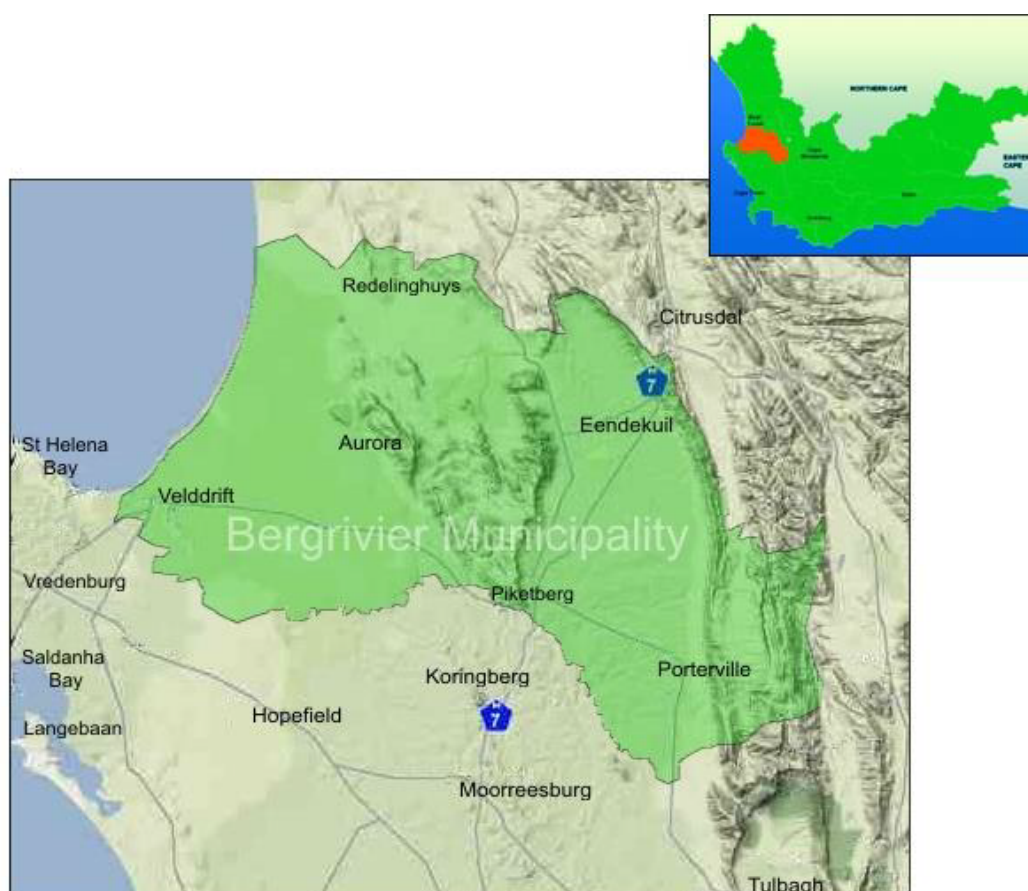 NORTHERN CAPE
EASTERN
CAPE
Redelinghuys
Citrusdal
7
Eendekuil
Aurora
St Helena
Bay
Velddrift
Bergrivier Municipality
Vredenburg
Piketberg
Saldanha
Bay
Koringberg
Porterville
Langebaan
Hopefield
7
Moorreesburg
Tulbagh